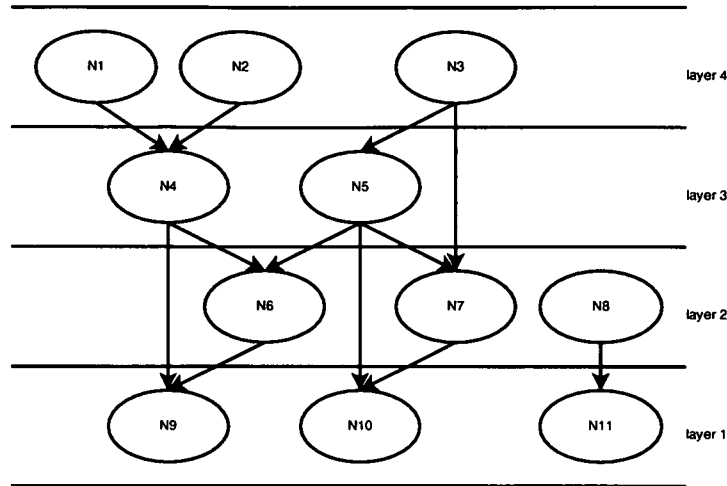 N1 N2 N3
layer 4
N4 N5
layer 3
N6 N7 N8
layer 2
N9 N10 N11
layer 1